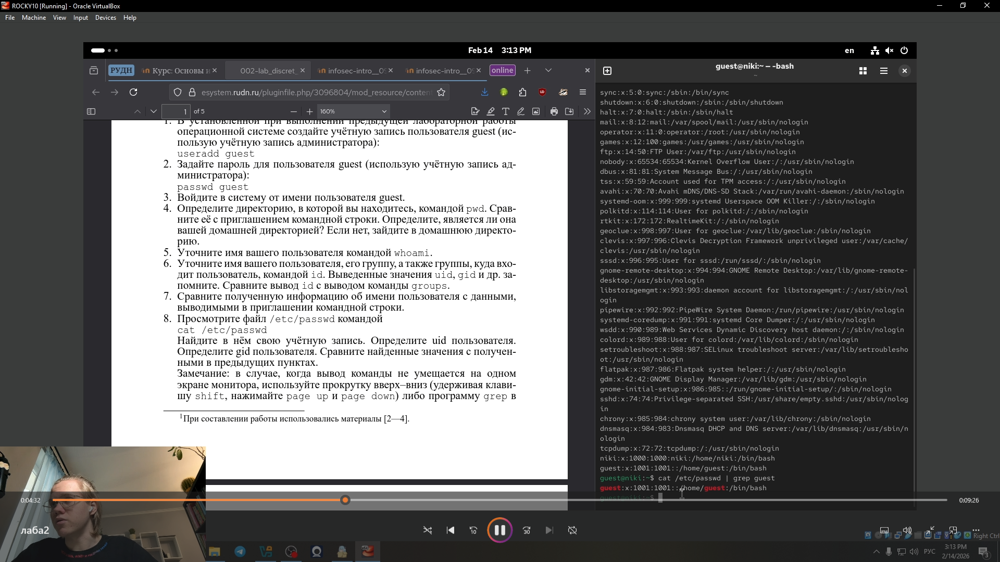 ROCKY10 [Running] - Oracle VirtualBox
File Machine View Input Devices Help
Feb 14 3:13 PM
en
РУДН
Курс: Основы и
002-lab_discret_
infosec-intro__09
infosec-intro__09
online
esystem.rudn.ru/pluginfile.php/3096804/mod_resource/content
1 of 5
160%
1. В установленной при выполнении предыдущей лабораторной работы
операционной системе создайте учётную запись пользователя guest (ис-
пользую учётную запись администратора):
useradd guest
2. Задайте пароль для пользователя guest (использую учётную запись ад-
министратора):
passwd guest
3. Войдите в систему от имени пользователя guest.
4. Определите директорию, в которой вы находитесь, командой pwd. Срав-
ните её с приглашением командной строки. Определите, является ли она
вашей домашней директорией? Если нет, зайдите в домашнюю директо-
рию.
5. Уточните имя вашего пользователя командой whoami.
6. Уточните имя вашего пользователя, его группу, а также группы, куда вхо-
дит пользователь, командой id. Выведенные значения uid, gid и др. за-
помните. Сравните вывод id с выводом команды groups.
7. Сравните полученную информацию об имени пользователя с данными,
выводимыми в приглашении командной строки.
8. Просмотрите файл /etc/passwd командой
cat /etc/passwd
Найдите в нём свою учётную запись. Определите uid пользователя.
Определите gid пользователя. Сравните найденные значения с получен-
ными в предыдущих пунктах.
Замечание: в случае, когда вывод команды не умещается на одном
экране монитора, используйте прокрутку вверх–вниз (удерживая клави-
шу shift, нажимайте page up и page down) либо программу grep в
1При составлении работы использовались материалы [2—4].
guest@niki:~ — -bash
~
sync:x:5:0:sync:/sbin:/bin/sync
shutdown:x:6:0:shutdown:/sbin:/sbin/shutdown
halt:x:7:0:halt:/sbin:/sbin/halt
mail:x:8:12:mail:/var/spool/mail:/usr/sbin/nologin
operator:x:11:0:operator:/root:/usr/sbin/nologin
games:x:12:100:games:/usr/games:/usr/sbin/nologin
ftp:x:14:50:FTP User:/var/ftp:/usr/sbin/nologin
nobody:x:65534:65534:Kernel Overflow User:/:/usr/sbin/nologin
dbus:x:81:81:System Message Bus:/:/usr/sbin/nologin
tss:x:59:59:Account used for TPM access:/:/usr/sbin/nologin
avahi:x:70:70:Avahi mDNS/DNS-SD Stack:/var/run/avahi-daemon:/sbin/nologin
systemd-oom:x:999:999:systemd Userspace OOM Killer:/:/sbin/nologin
polkitd:x:114:114:User for polkitd:/:/sbin/nologin
rtkit:x:172:172:RealtimeKit:/:/sbin/nologin
geoclue:x:998:997:User for geoclue:/var/lib/geoclue:/sbin/nologin
clevis:x:997:996:Clevis Decryption Framework unprivileged user:/var/cache/
clevis:/usr/sbin/nologin
sssd:x:996:995:User for sssd:/run/sssd/:/sbin/nologin
gnome-remote-desktop:x:994:994:GNOME Remote Desktop:/var/lib/gnome-remote-
desktop:/usr/sbin/nologin
libstoragemgmt:x:993:993:daemon account for libstoragemgmt:/:/usr/sbin/nol
ogin
pipewire:x:992:992:PipeWire System Daemon:/run/pipewire:/usr/sbin/nologin
systemd-coredump:x:991:991:systemd Core Dumper:/:/usr/sbin/nologin
wsdd:x:990:989:Web Services Dynamic Discovery host daemon:/:/sbin/nologin
colord:x:989:988:User for colord:/var/lib/colord:/sbin/nologin
setroubleshoot:x:988:987:SELinux troubleshoot server:/var/lib/setroublesho
ot:/usr/sbin/nologin
flatpak:x:987:986:Flatpak system helper:/:/usr/sbin/nologin
gdm:x:42:42:GNOME Display Manager:/var/lib/gdm:/usr/sbin/nologin
gnome-initial-setup:x:986:985::/run/gnome-initial-setup/:/sbin/nologin
sshd:x:74:74:Privilege-separated SSH:/usr/share/empty.sshd:/usr/sbin/nolog
in
chrony:x:985:984:chrony system user:/var/lib/chrony:/sbin/nologin
dnsmasq:x:984:983:Dnsmasq DHCP and DNS server:/var/lib/dnsmasq:/usr/sbin/n
ologin
tcpdump:x:72:72:tcpdump:/:/usr/sbin/nologin
niki:x:1000:1000:niki:/home/niki:/bin/bash
guest:x:1001:1001::/home/guest:/bin/bash
guest@niki:~$ cat /etc/passwd | grep guest
guest:x:1001:1001::/home/guest:/bin/bash
guest@niki:~$
0:04:32
0:09:26
лаба2
10
30
Right Ctrl
РУС
3:13 PM
2/14/2026
3